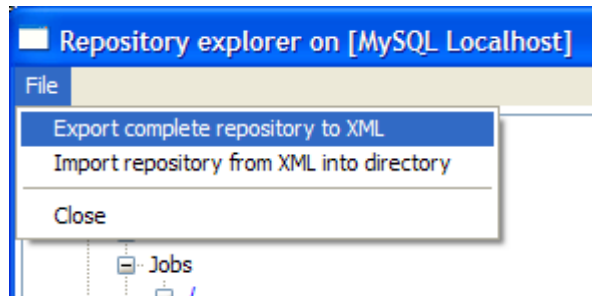 Repository explorer on [MySQL Localhost]
File
Export complete repository to XML
Import repository from XML into directory
Close
Jobs
/